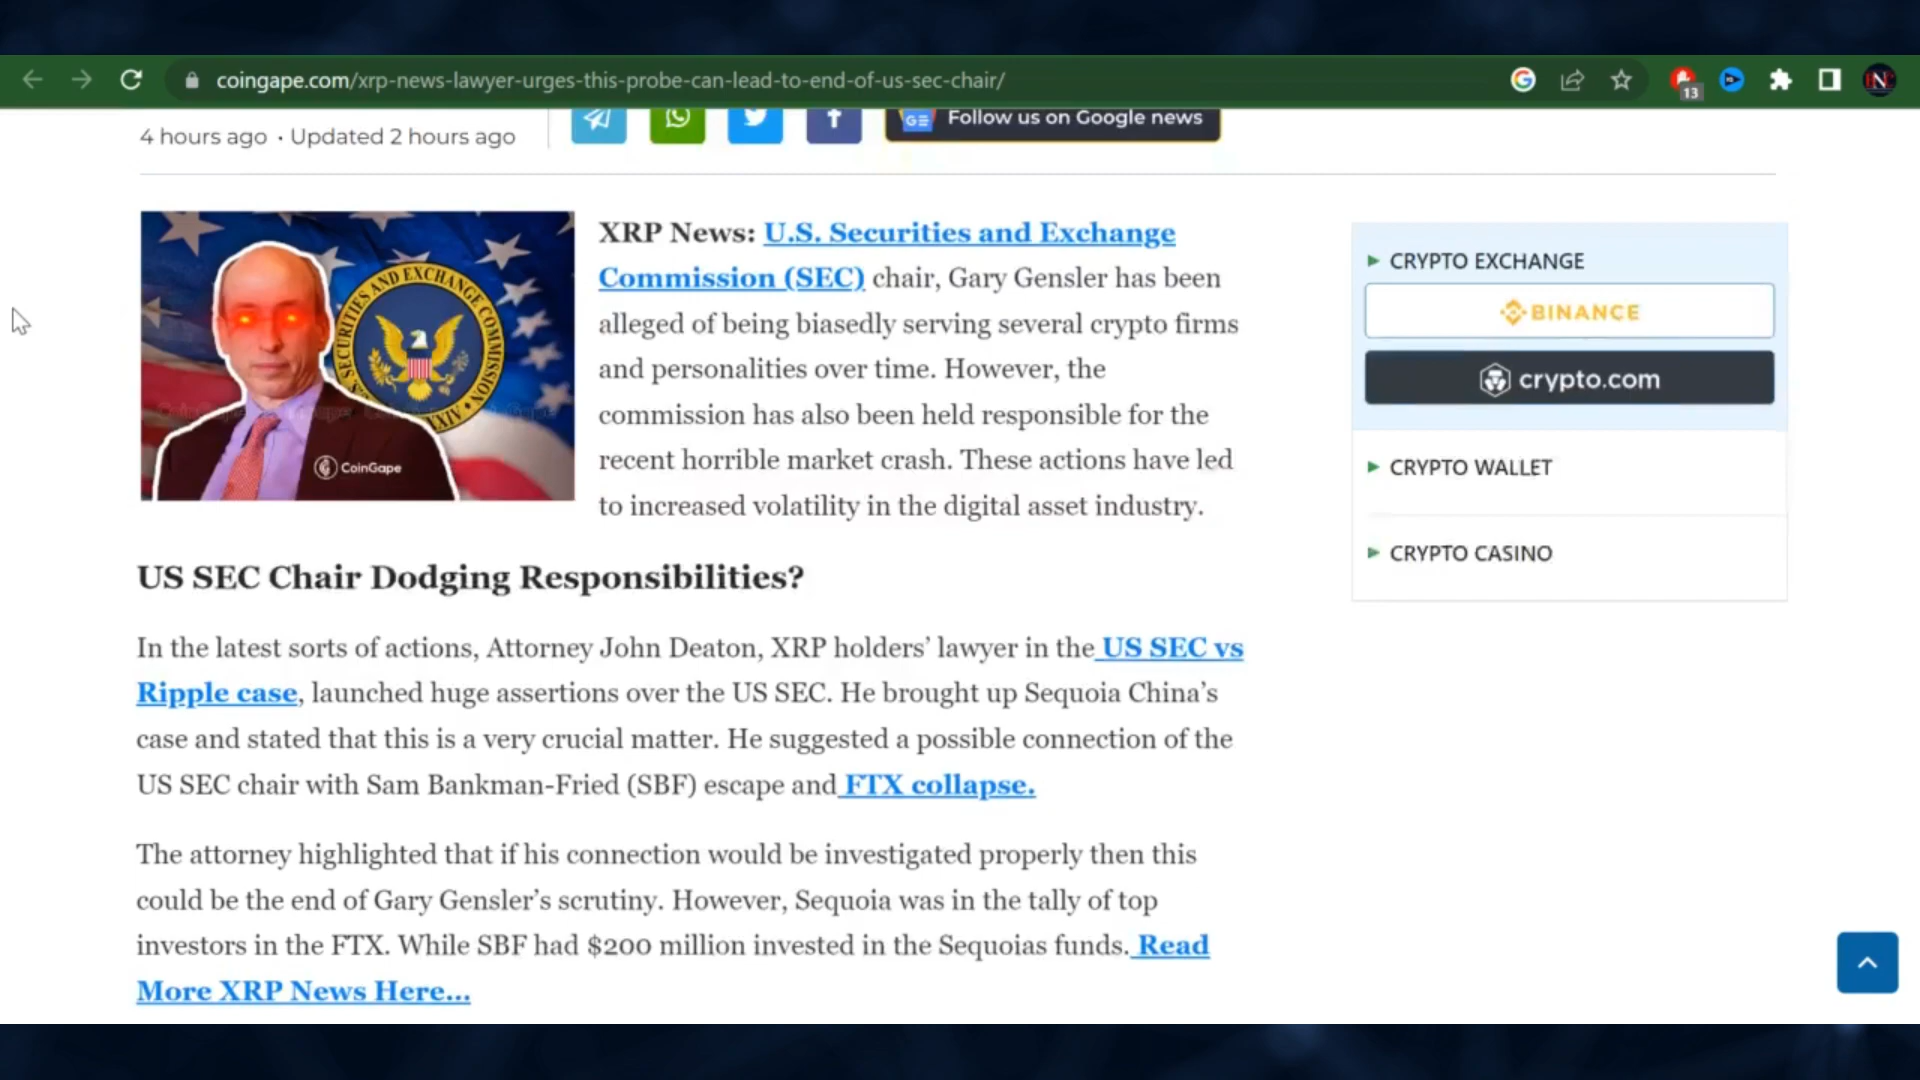 coingape.com/xrp-news-lawyer-urges-this-probe-can-lead-to-end-of-us-sec-chair/
13
4 hours ago • Updated 2 hours ago
Follow us on Google news
SECURITIES AND EXCHANGE COMMISSION
CoinGape
XRP News: U.S. Securities and Exchange
Commission (SEC) chair, Gary Gensler has been
alleged of being biasedly serving several crypto firms
and personalities over time. However, the
commission has also been held responsible for the
recent horrible market crash. These actions have led
to increased volatility in the digital asset industry.
CRYPTO EXCHANGE
BINANCE
crypto.com
CRYPTO WALLET
CRYPTO CASINO
US SEC Chair Dodging Responsibilities?
In the latest sorts of actions, Attorney John Deaton, XRP holders’ lawyer in the US SEC vs
Ripple case, launched huge assertions over the US SEC. He brought up Sequoia China’s
case and stated that this is a very crucial matter. He suggested a possible connection of the
US SEC chair with Sam Bankman-Fried (SBF) escape and FTX collapse.
The attorney highlighted that if his connection would be investigated properly then this
could be the end of Gary Gensler’s scrutiny. However, Sequoia was in the tally of top
investors in the FTX. While SBF had $200 million invested in the Sequoias funds. Read
More XRP News Here...